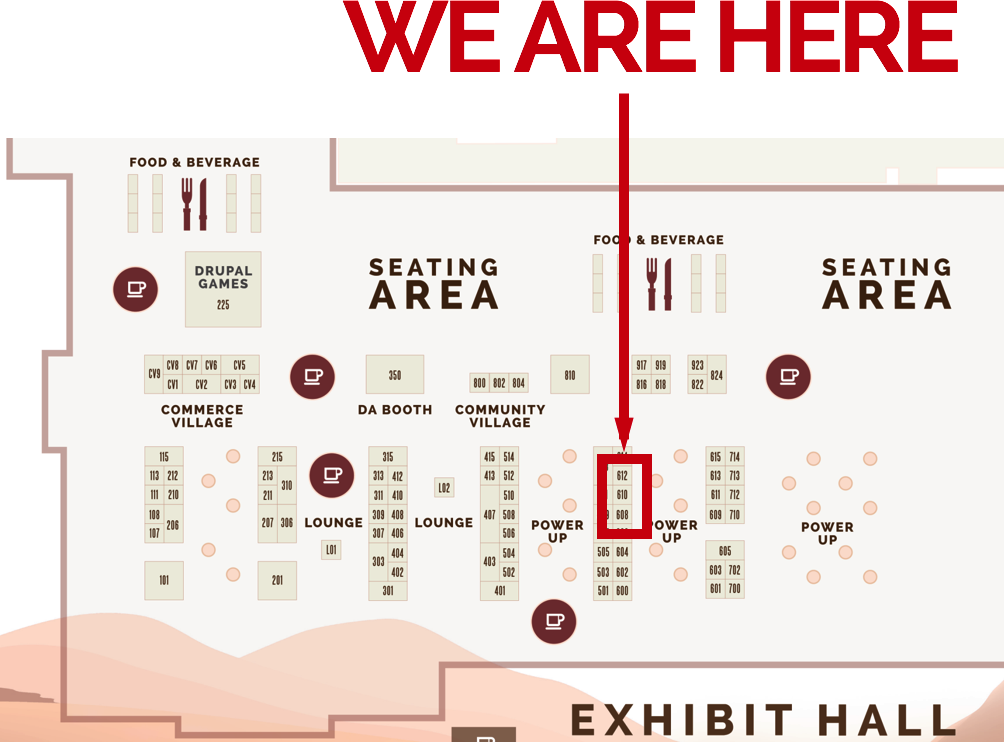 WE ARE HERE
FOOD & BEVERAGE
DRUPAL
GAMES
225
SEATING
AREA
FOOD & BEVERAGE
SEATING
AREA
CV9 CV8 CV7 CV6 CV5
CV1 CV2 CV3 CV4
COMMERCE
VILLAGE
350
DA BOOTH
800 802 804
COMMUNITY
VILLAGE
810
917 919
816 818
923 824
822
115
113 212
111 210
108 206
107
101
215
213 310
211
207 306
201
LOUNGE
L01
315
313 412
311 410
309 408
307 406
303 404
402
301
L02
LOUNGE
415 514
413 512
510
407 508
506
403 504
502
401
POWER
UP
612
610
608
505 604
503 602
501 600
POWER
UP
615 714
613 713
611 712
609 710
605
603 702
601 700
POWER
UP
EXHIBIT HALL